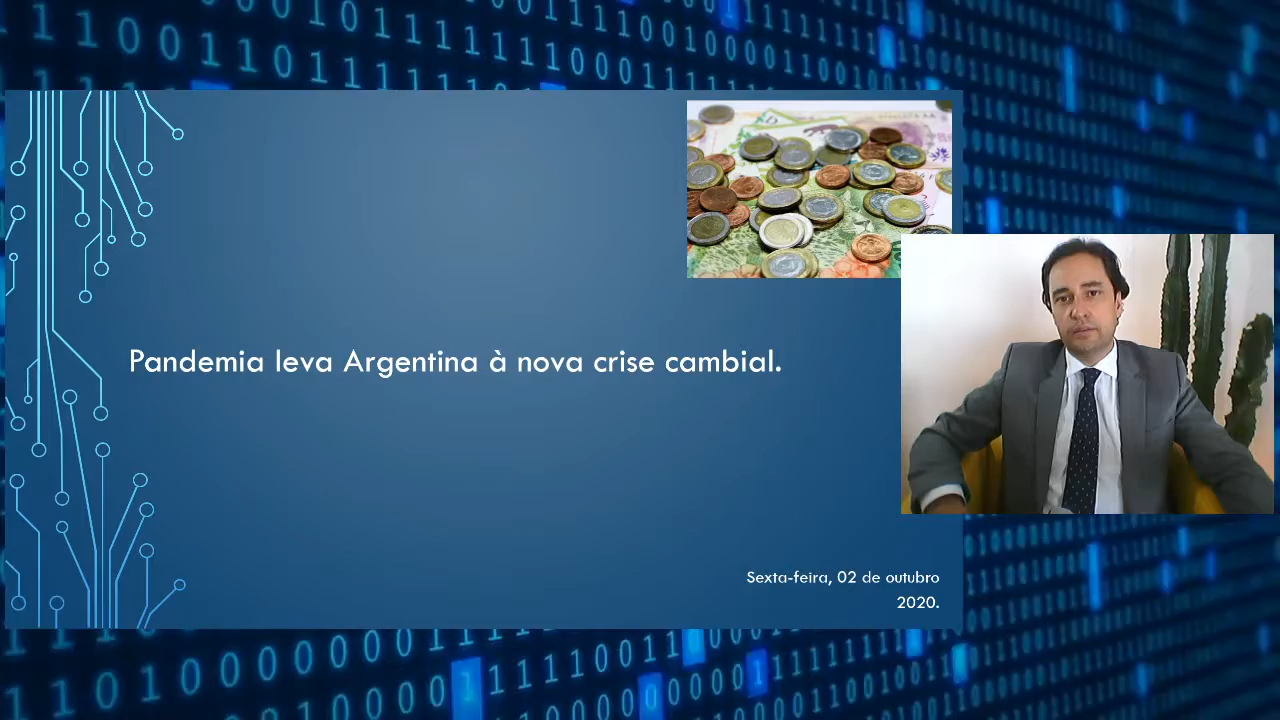 Pandemia leva Argentina à nova crise cambial.
Sexta-feira, 02 de outubro
2020.